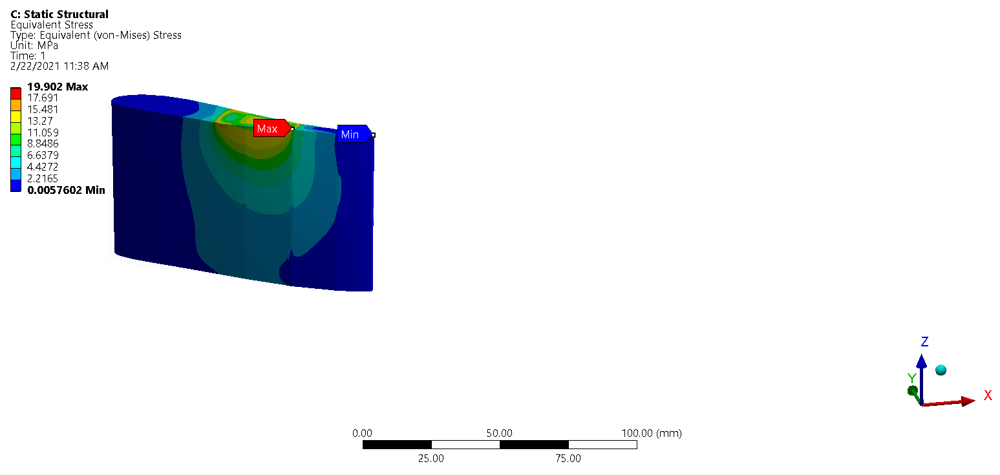 C: Static Structural
Equivalent Stress
Type: Equivalent (von-Mises) Stress
Unit: MPa
Time: 1
2/22/2021 11:38 AM
19.902 Max
17.691
15.481
13.27
11.059
8.8486
6.6379
4.4272
2.2165
0.0057602 Min
Max
Min
Z
Y
X
0.00 50.00 100.00 (mm)
25.00 75.00